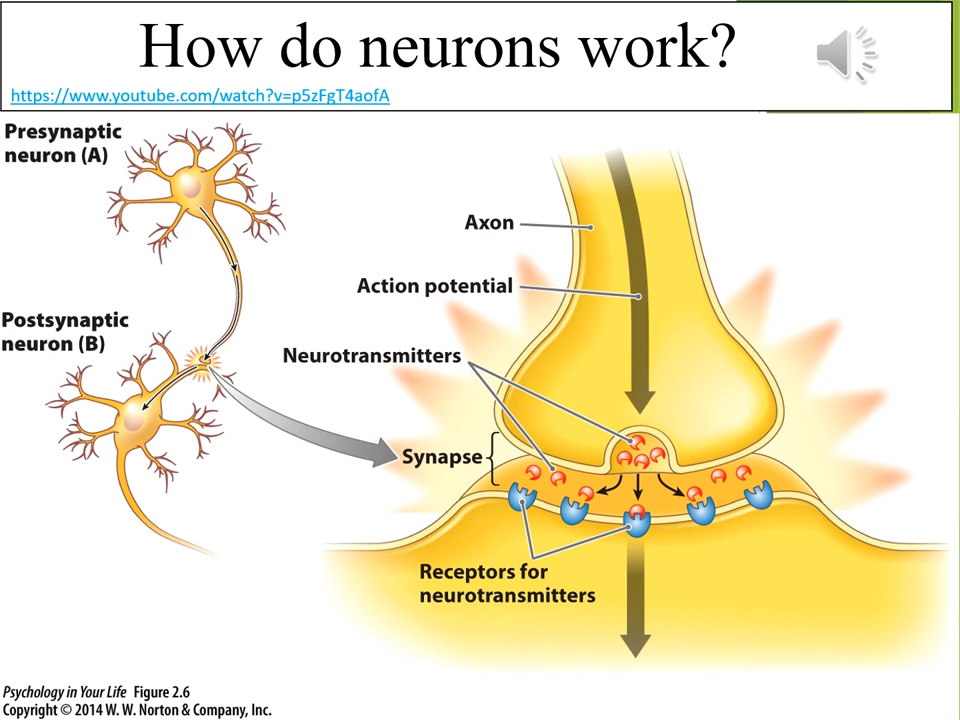 How do neurons work?
https://www.youtube.com/watch?v=p5zFgT4aofA
Presynaptic
neuron (A)
Axon
Action potential
Postsynaptic
neuron (B)
Neurotransmitters
Synapse
Receptors for
neurotransmitters
Psychology in Your Life Figure 2.6
Copyright © 2014 W. W. Norton & Company, Inc.